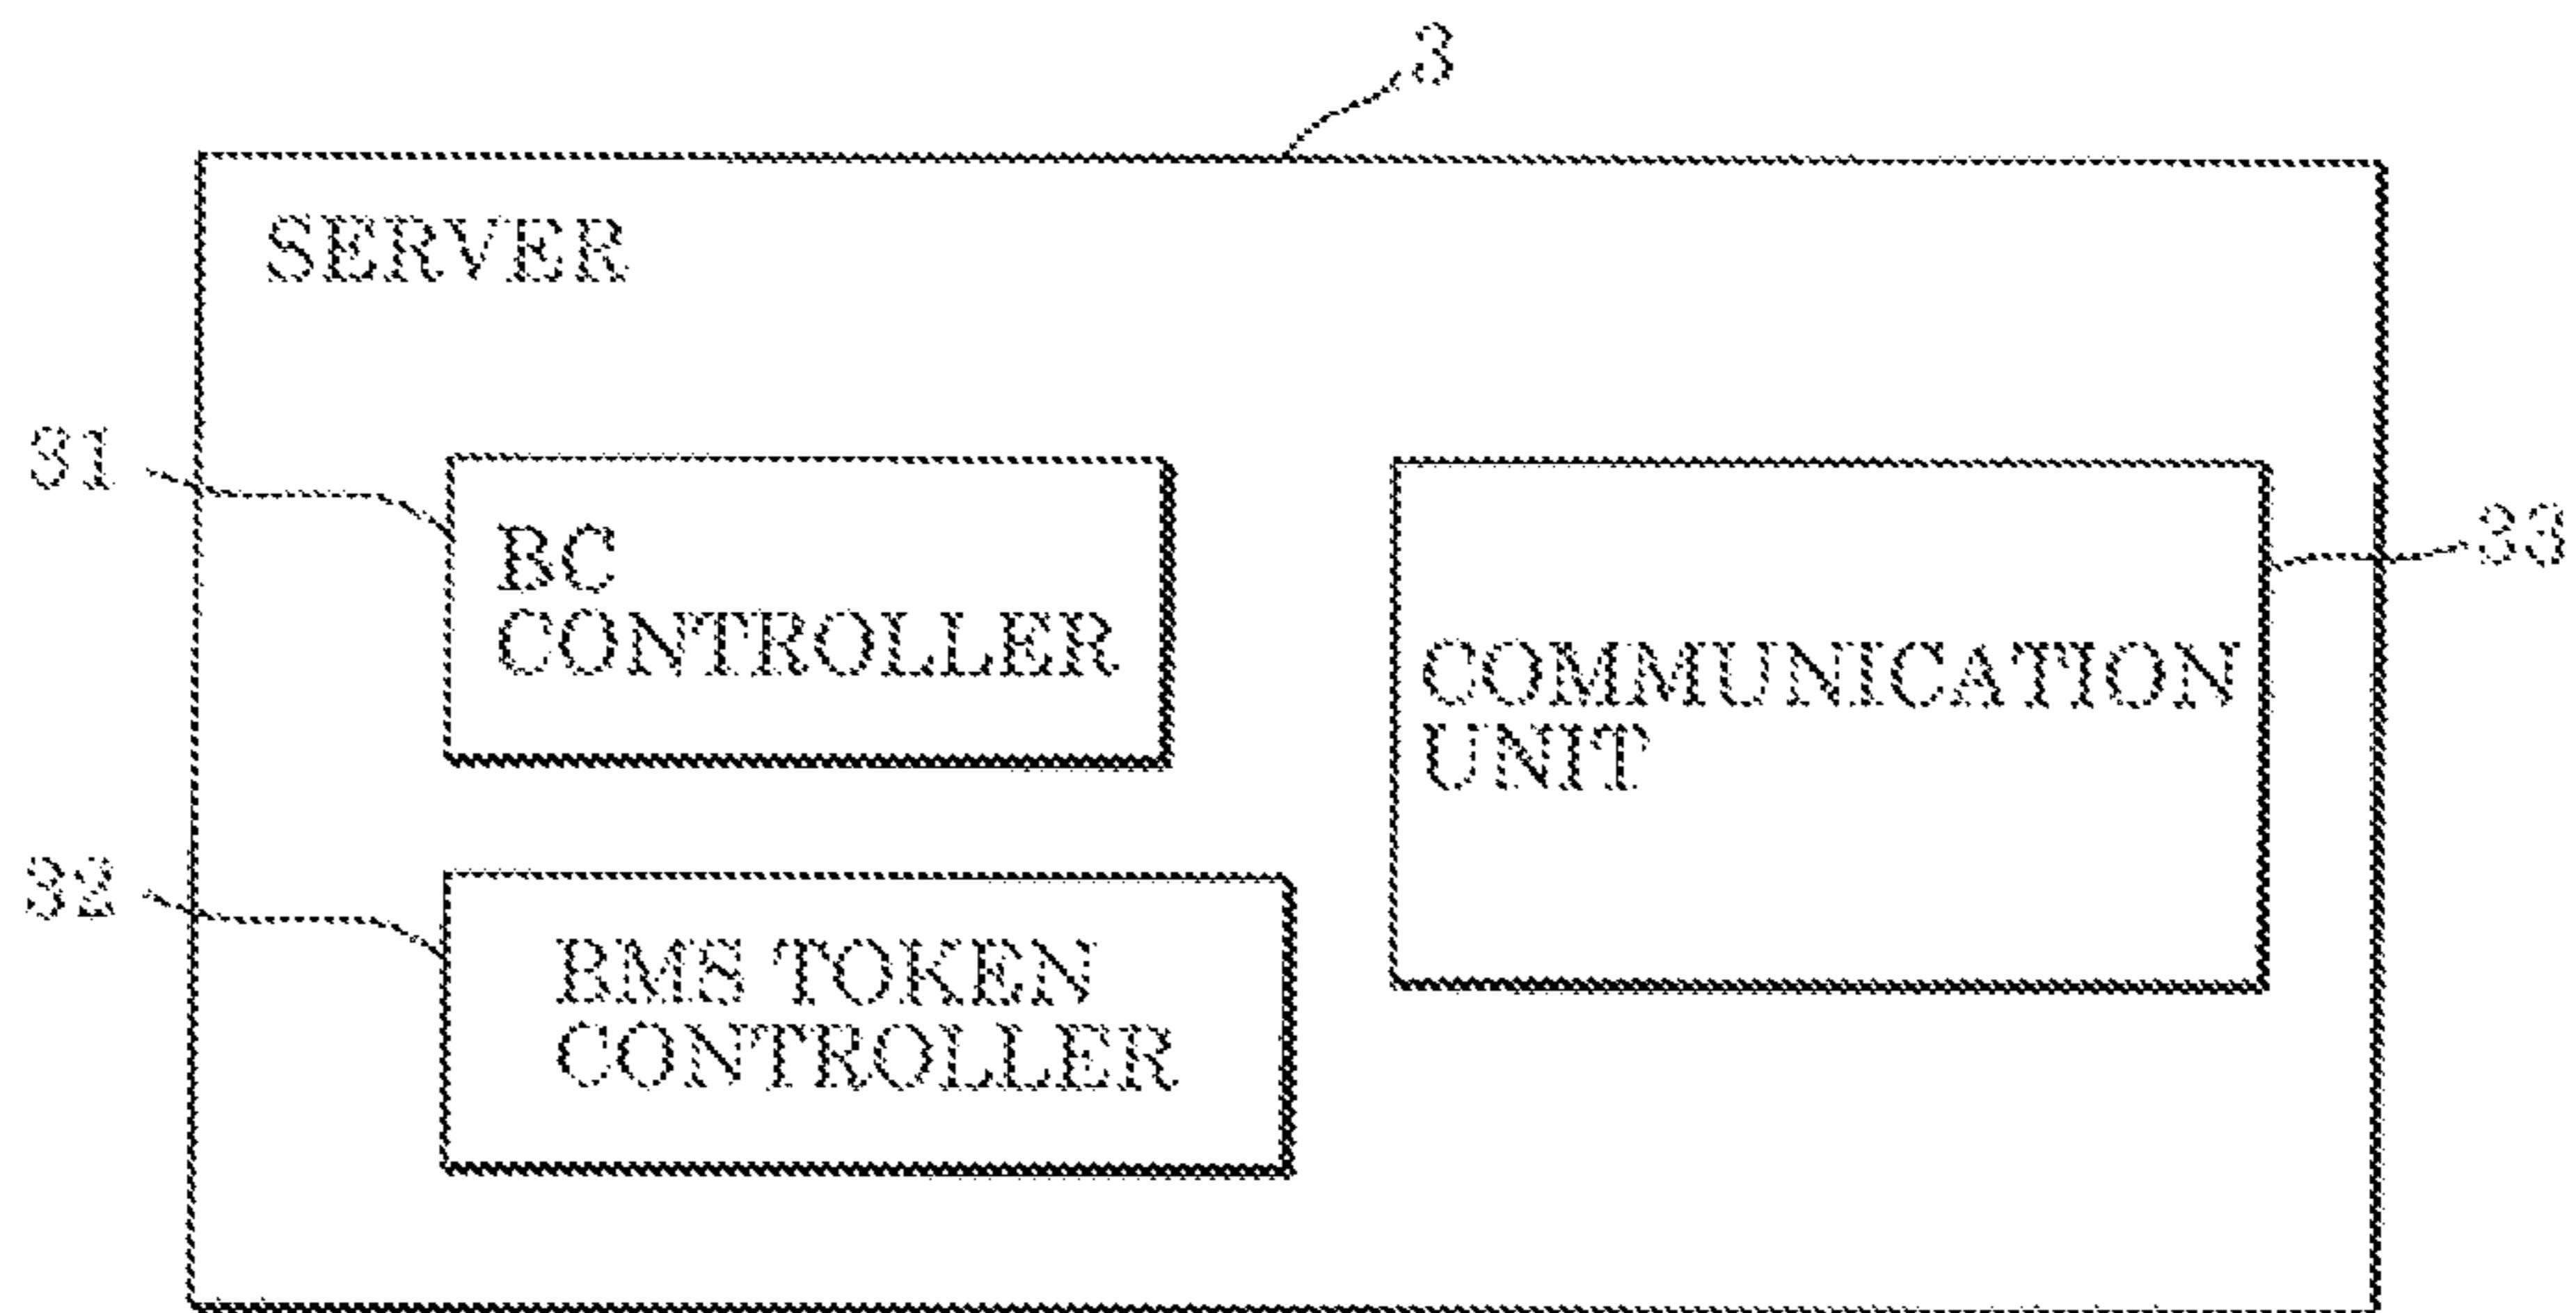 3
SERVER
31
BC
CONTROLLER
33
COMMUNICATION
UNIT
32
BMS TOKEN
CONTROLLER